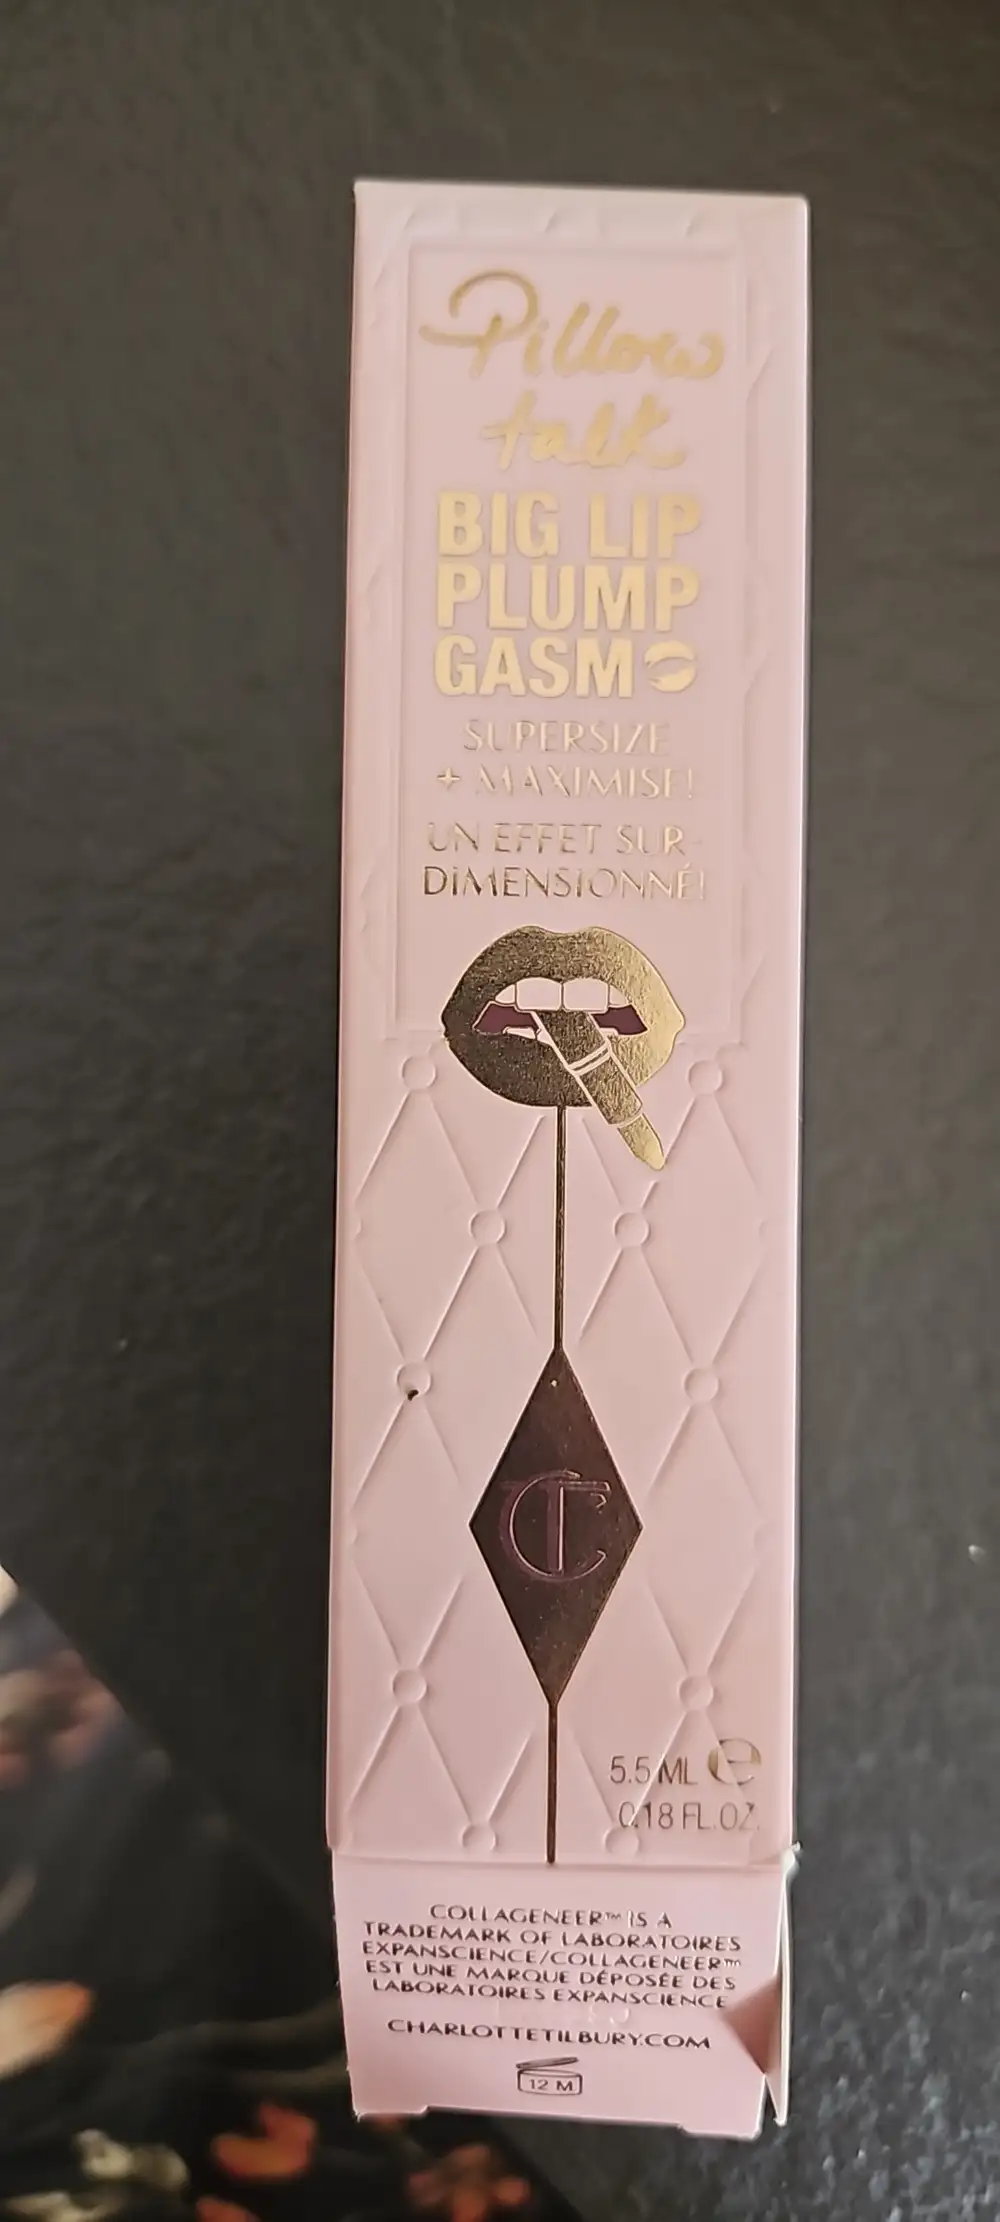 Pillow
talk
BIG LIP
PLUMP
GASM
SUPERSIZE
+ MAXIMISE!
UN EFFET SUR-
DIMENSIONNÉ!
CT
5.5 ML e
0.18 FL.OZ.
COLLAGENEER™ IS A
TRADEMARK OF LABORATOIRES
EXPANSCIENCE/COLLAGENEER™
EST UNE MARQUE DÉPOSÉE DES
LABORATOIRES EXPANSCIENCE
CHARLOTTETILBURY.COM
12 M